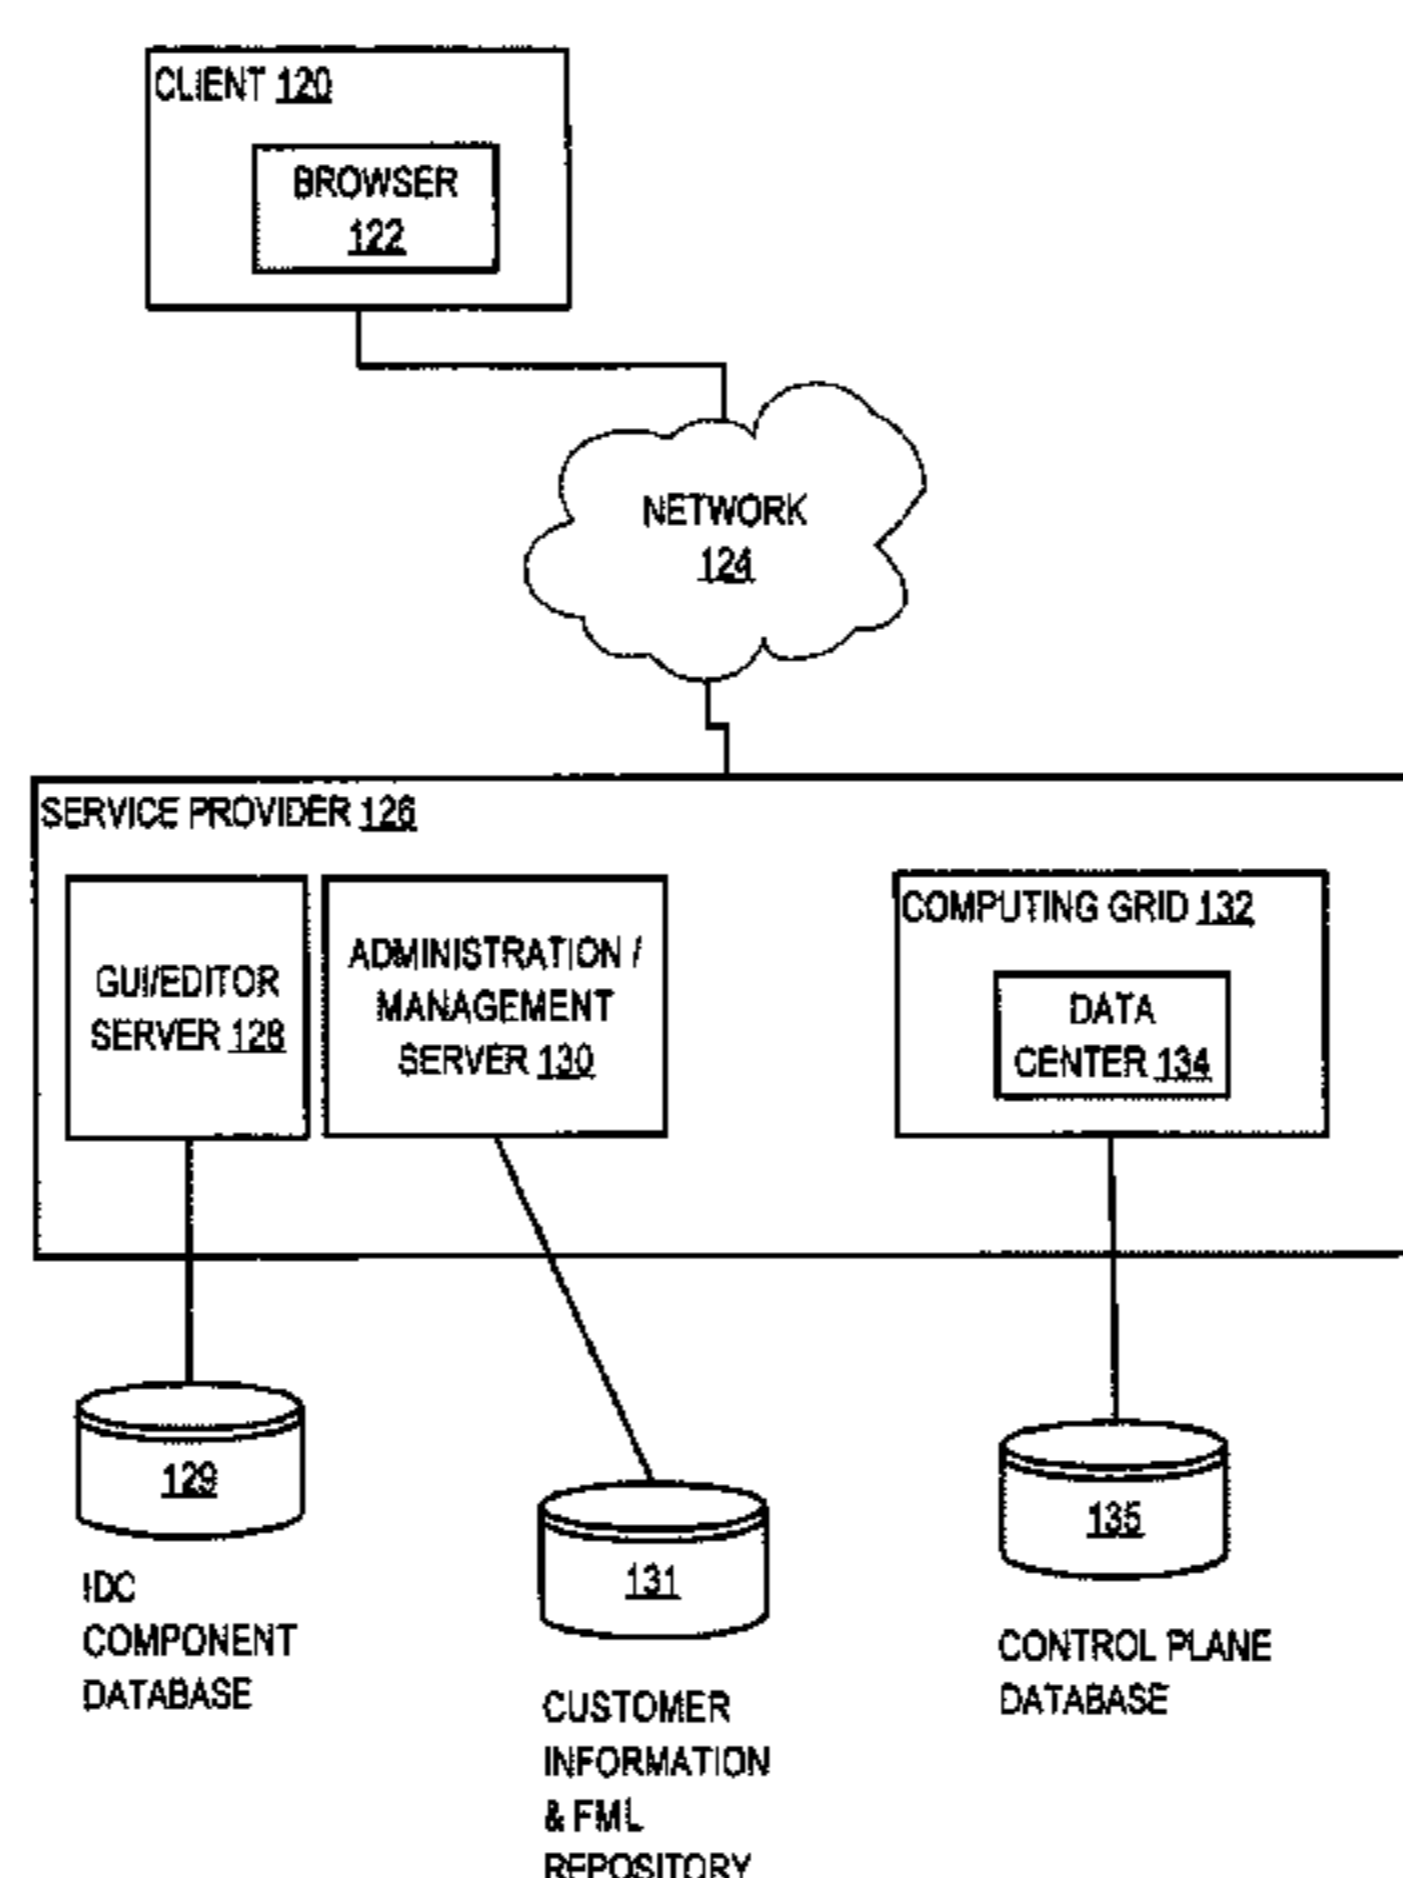 CLIENT 120
BROWSER
122
NETWORK
124
SERVICE PROVIDER 126
GUI/EDITOR
SERVER 128
ADMINISTRATION /
MANAGEMENT
SERVER 130
COMPUTING GRID 132
DATA
CENTER 134
129
IDC
COMPONENT
DATABASE
131
CUSTOMER
INFORMATION
& FML
REPOSITORY
135
CONTROL PLANE
DATABASE